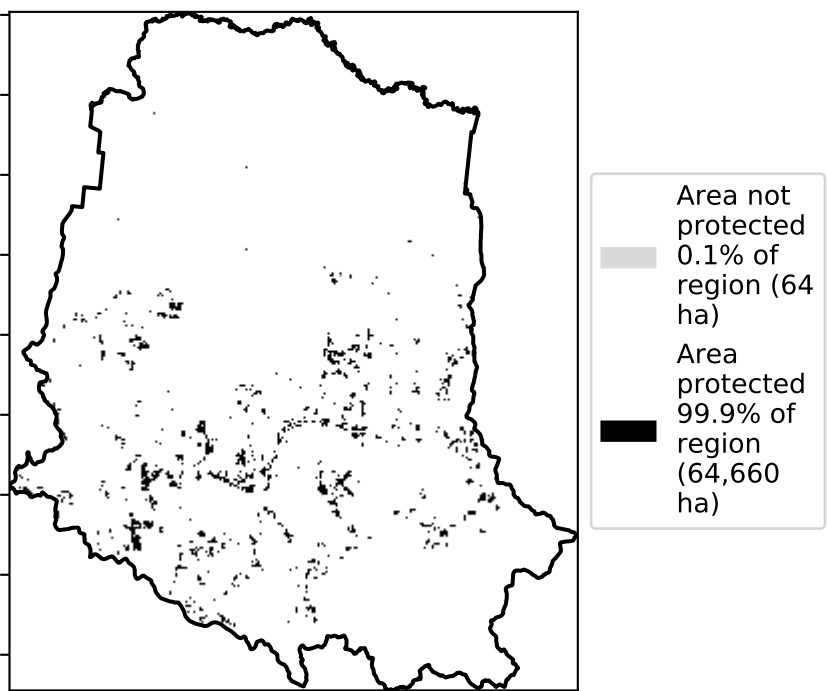 Area not
protected
0.1% of
region (64
ha)
Area
protected
99.9% of
region
(64,660
ha)